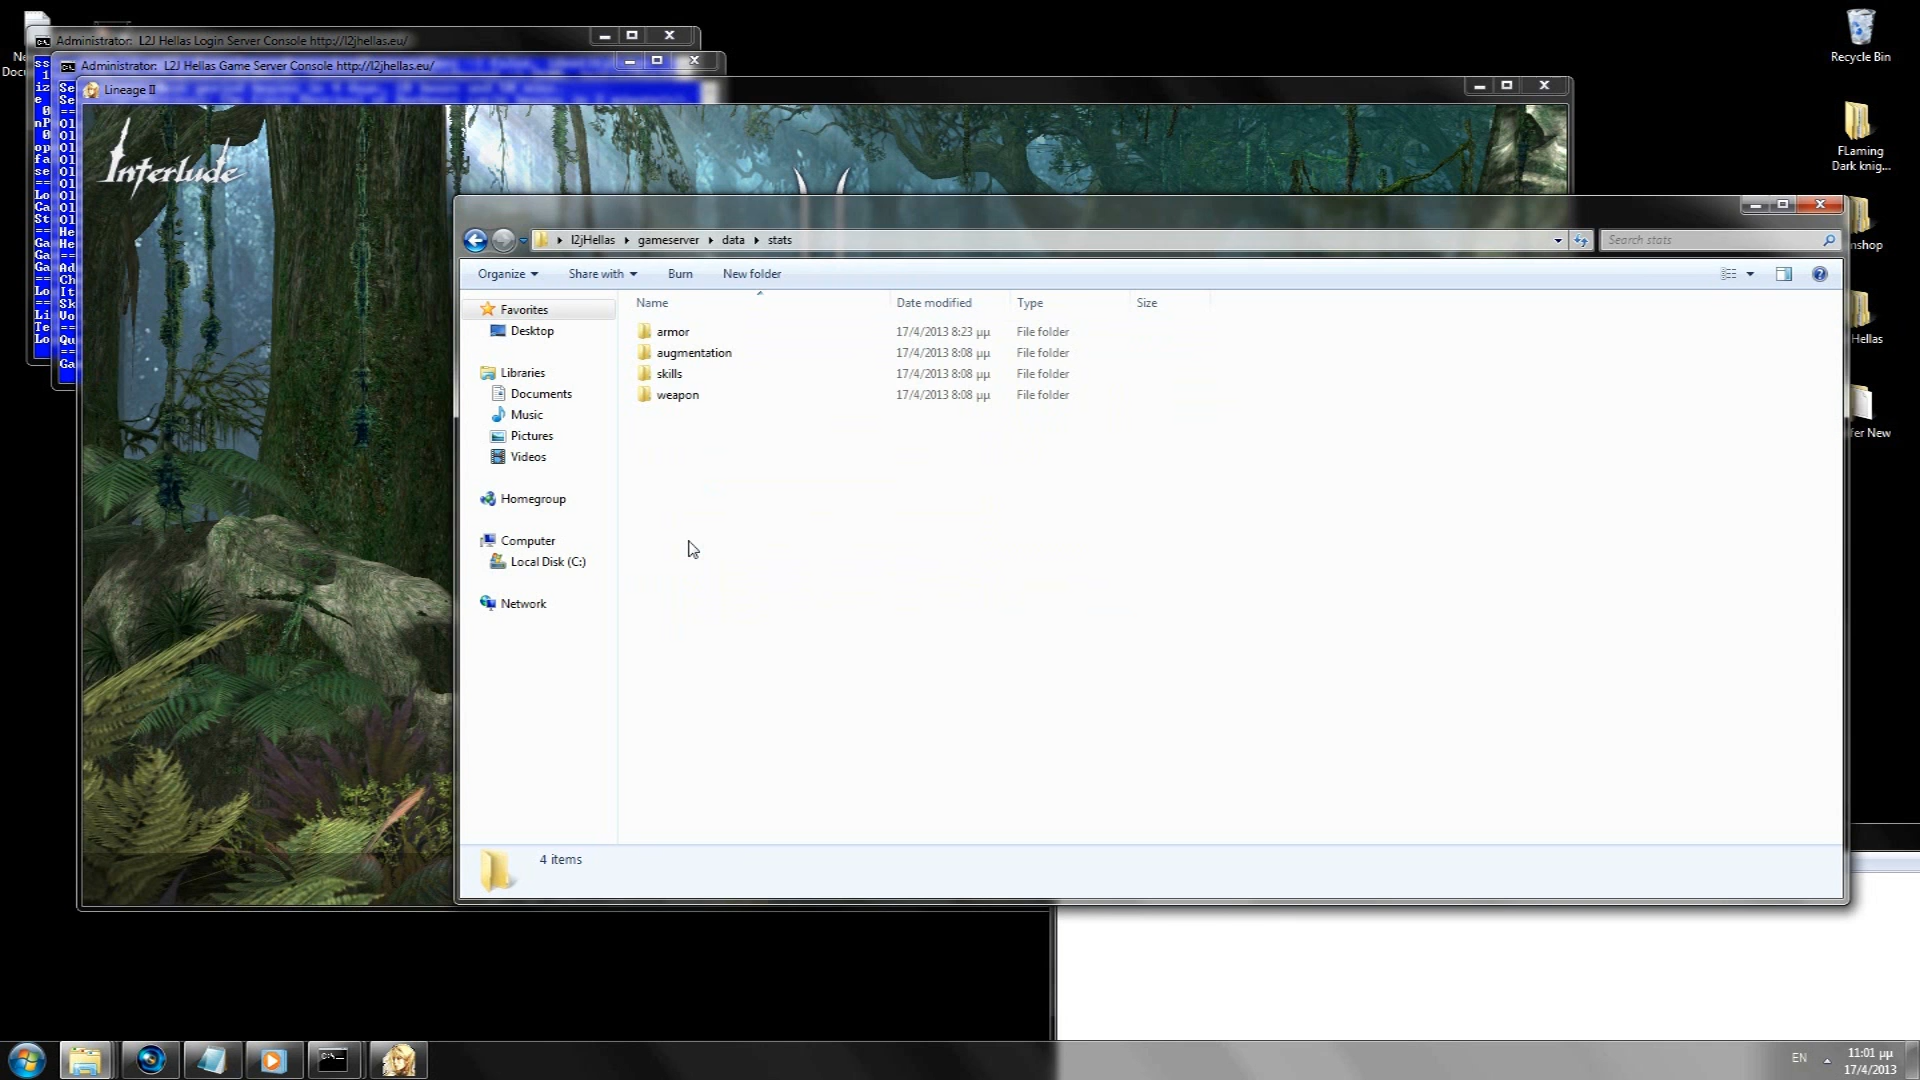 Administrator: L2J Hellas Login Server Console http://l2jhellas.eu/
Administrator: L2J Hellas Game Server Console http://l2jhellas.eu/
Lineage II
Interlude
l2jHellas
gameserver
data
stats
Search stats
Organize
Share with
Burn
New folder
Name
Date modified
Type
Size
Favorites
Desktop
Libraries
Documents
Music
Pictures
Videos
Homegroup
Computer
Local Disk (C:)
Network
armor 17/4/2013 8:23 μμ File folder
augmentation 17/4/2013 8:08 μμ File folder
skills 17/4/2013 8:08 μμ File folder
weapon 17/4/2013 8:08 μμ File folder
4 items
Recycle Bin
FLaming
Dark knig...
Hellas
fer New
EN
11:01 μμ
17/4/2013